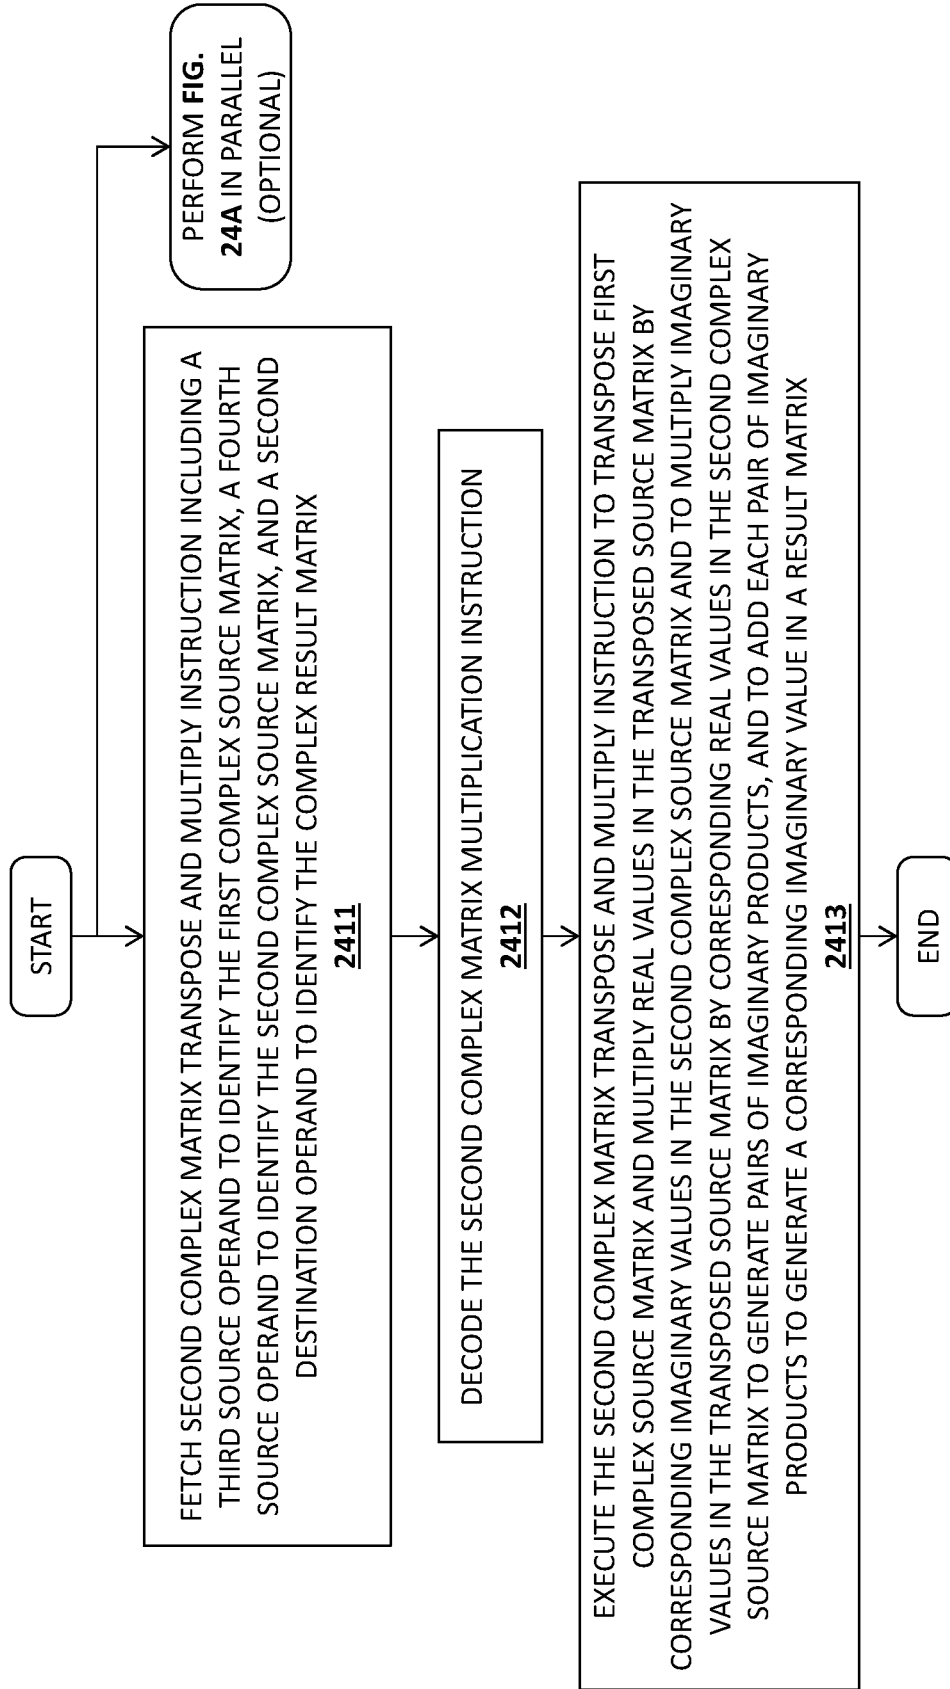 START
PERFORM FIG.
24A IN PARALLEL
(OPTIONAL)
FETCH SECOND COMPLEX MATRIX TRANSPOSE AND MULTIPLY INSTRUCTION INCLUDING A
THIRD SOURCE OPERAND TO IDENTIFY THE FIRST COMPLEX SOURCE MATRIX, A FOURTH
SOURCE OPERAND TO IDENTIFY THE SECOND COMPLEX SOURCE MATRIX, AND A SECOND
DESTINATION OPERAND TO IDENTIFY THE COMPLEX RESULT MATRIX
2411
DECODE THE SECOND COMPLEX MATRIX MULTIPLICATION INSTRUCTION
2412
EXECUTE THE SECOND COMPLEX MATRIX TRANSPOSE AND MULTIPLY INSTRUCTION TO TRANSPOSE FIRST
COMPLEX SOURCE MATRIX AND MULTIPLY REAL VALUES IN THE TRANSPOSED SOURCE MATRIX BY
CORRESPONDING IMAGINARY VALUES IN THE SECOND COMPLEX SOURCE MATRIX AND TO MULTIPLY IMAGINARY
VALUES IN THE TRANSPOSED SOURCE MATRIX BY CORRESPONDING REAL VALUES IN THE SECOND COMPLEX
SOURCE MATRIX TO GENERATE PAIRS OF IMAGINARY PRODUCTS, AND TO ADD EACH PAIR OF IMAGINARY
PRODUCTS TO GENERATE A CORRESPONDING IMAGINARY VALUE IN A RESULT MATRIX
2413
END